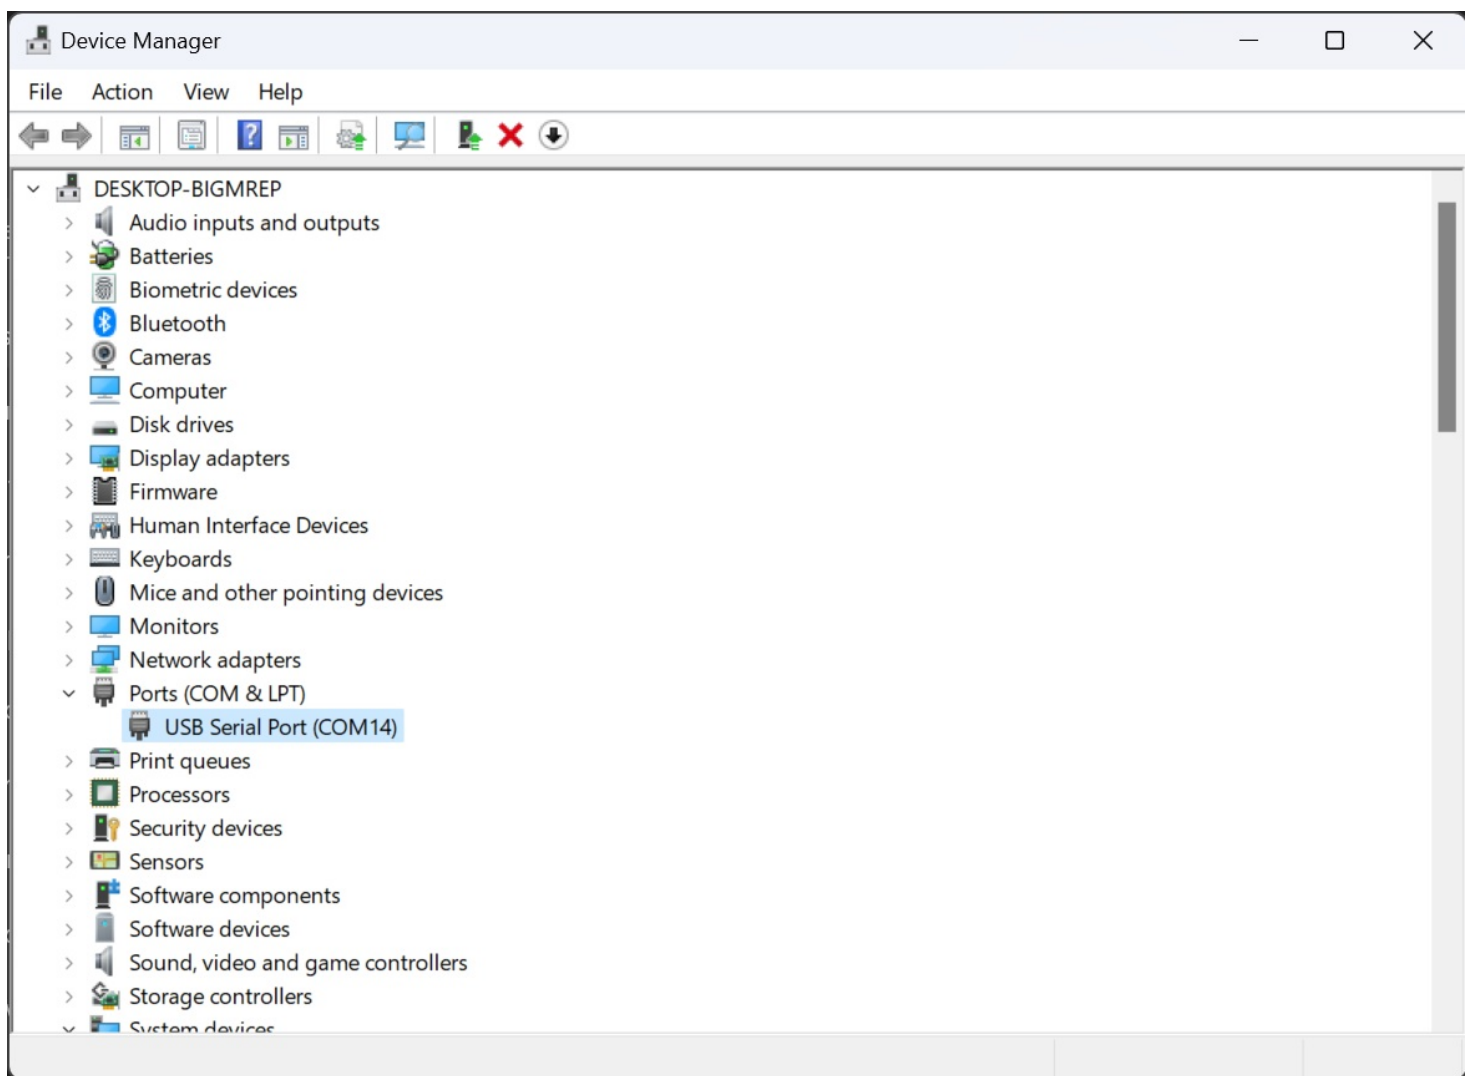 Device Manager
File Action View Help
DESKTOP-BIGMREP
Audio inputs and outputs
Batteries
Biometric devices
Bluetooth
Cameras
Computer
Disk drives
Display adapters
Firmware
Human Interface Devices
Keyboards
Mice and other pointing devices
Monitors
Network adapters
Ports (COM & LPT)
USB Serial Port (COM14)
Print queues
Processors
Security devices
Sensors
Software components
Software devices
Sound, video and game controllers
Storage controllers
System devices